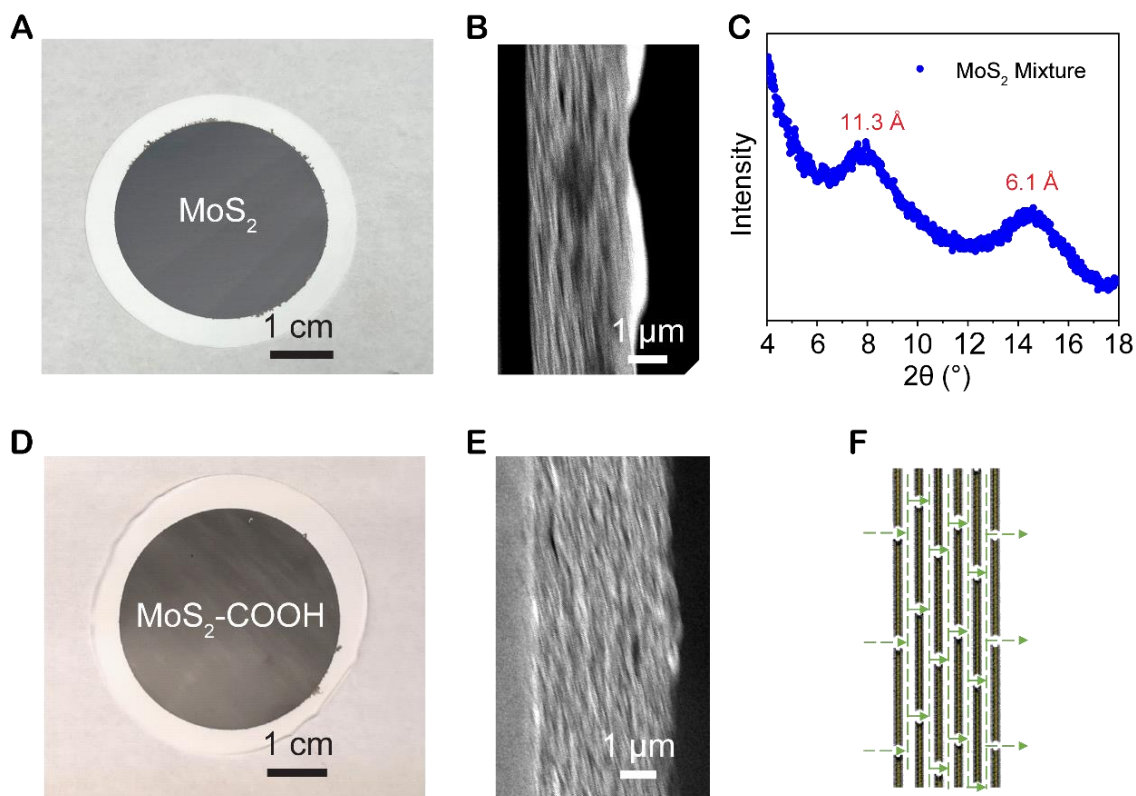 A
MoS₂
1 cm
B
1 μm
C
MoS₂ Mixture
11.3 Å
6.1 Å
Intensity
4 6 8 10 12 14 16 18
2θ (°)
D
MoS₂-COOH
1 cm
E
1 μm
F